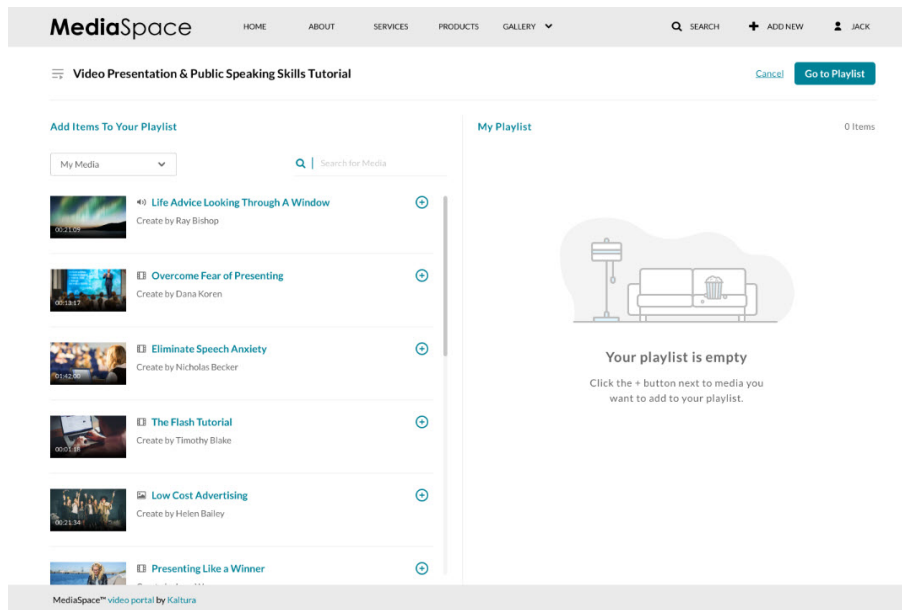 MediaSpace HOME ABOUT SERVICES PRODUCTS GALLERY SEARCH ADD NEW JACK
Video Presentation & Public Speaking Skills Tutorial Cancel Go to Playlist
Add Items To Your Playlist
My Media Search for Media
00:21:09 Life Advice Looking Through A Window
Create by Ray Bishop
00:13:17 Overcome Fear of Presenting
Create by Dana Koren
01:42:00 Eliminate Speech Anxiety
Create by Nicholas Becker
00:01:18 The Flash Tutorial
Create by Timothy Blake
00:21:34 Low Cost Advertising
Create by Helen Bailey
Presenting Like a Winner
My Playlist 0 Items
Your playlist is empty
Click the + button next to media you
want to add to your playlist.
MediaSpace™ video portal by Kaltura